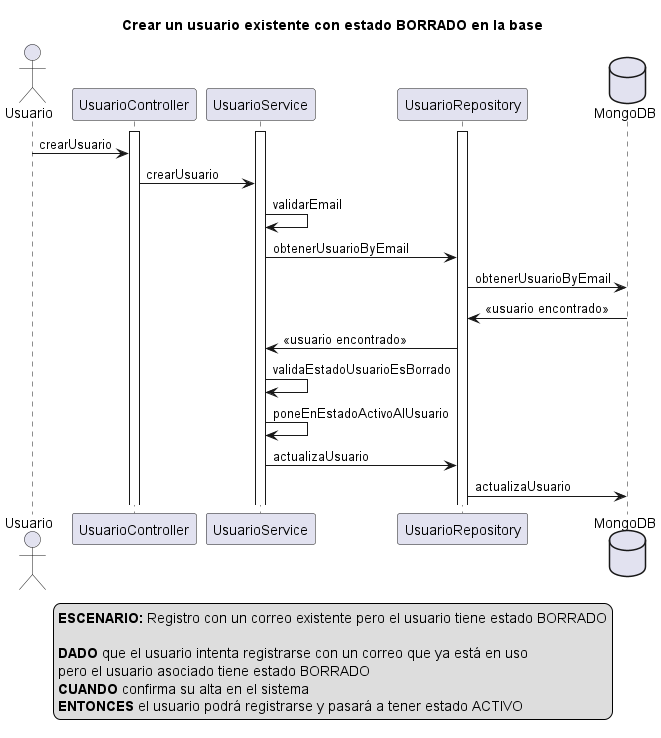 Crear un usuario existente con estado BORRADO en la base
Usuario
UsuarioController
UsuarioService
UsuarioRepository
MongoDB
crearUsuario
crearUsuario
validarEmail
obtenerUsuarioByEmail
obtenerUsuarioByEmail
«usuario encontrado»
«usuario encontrado»
validaEstadoUsuarioEsBorrado
poneEnEstadoActivoAlUsuario
actualizaUsuario
actualizaUsuario
Usuario
UsuarioController
UsuarioService
UsuarioRepository
MongoDB
ESCENARIO: Registro con un correo existente pero el usuario tiene estado BORRADO
DADO que el usuario intenta registrarse con un correo que ya está en uso
pero el usuario asociado tiene estado BORRADO
CUANDO confirma su alta en el sistema
ENTONCES el usuario podrá registrarse y pasará a tener estado ACTIVO